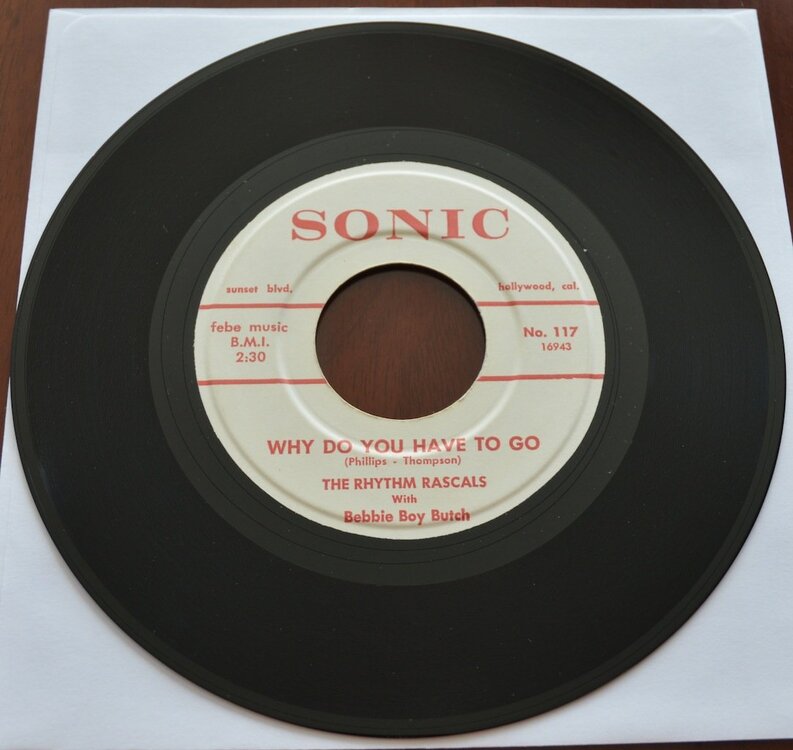 SONIC
sunset blvd.
hollywood, cal.
febe music
B.M.I.
2:30
No. 117
16943
WHY DO YOU HAVE TO GO
(Phillips - Thompson)
THE RHYTHM RASCALS
With
Bebbie Boy Butch